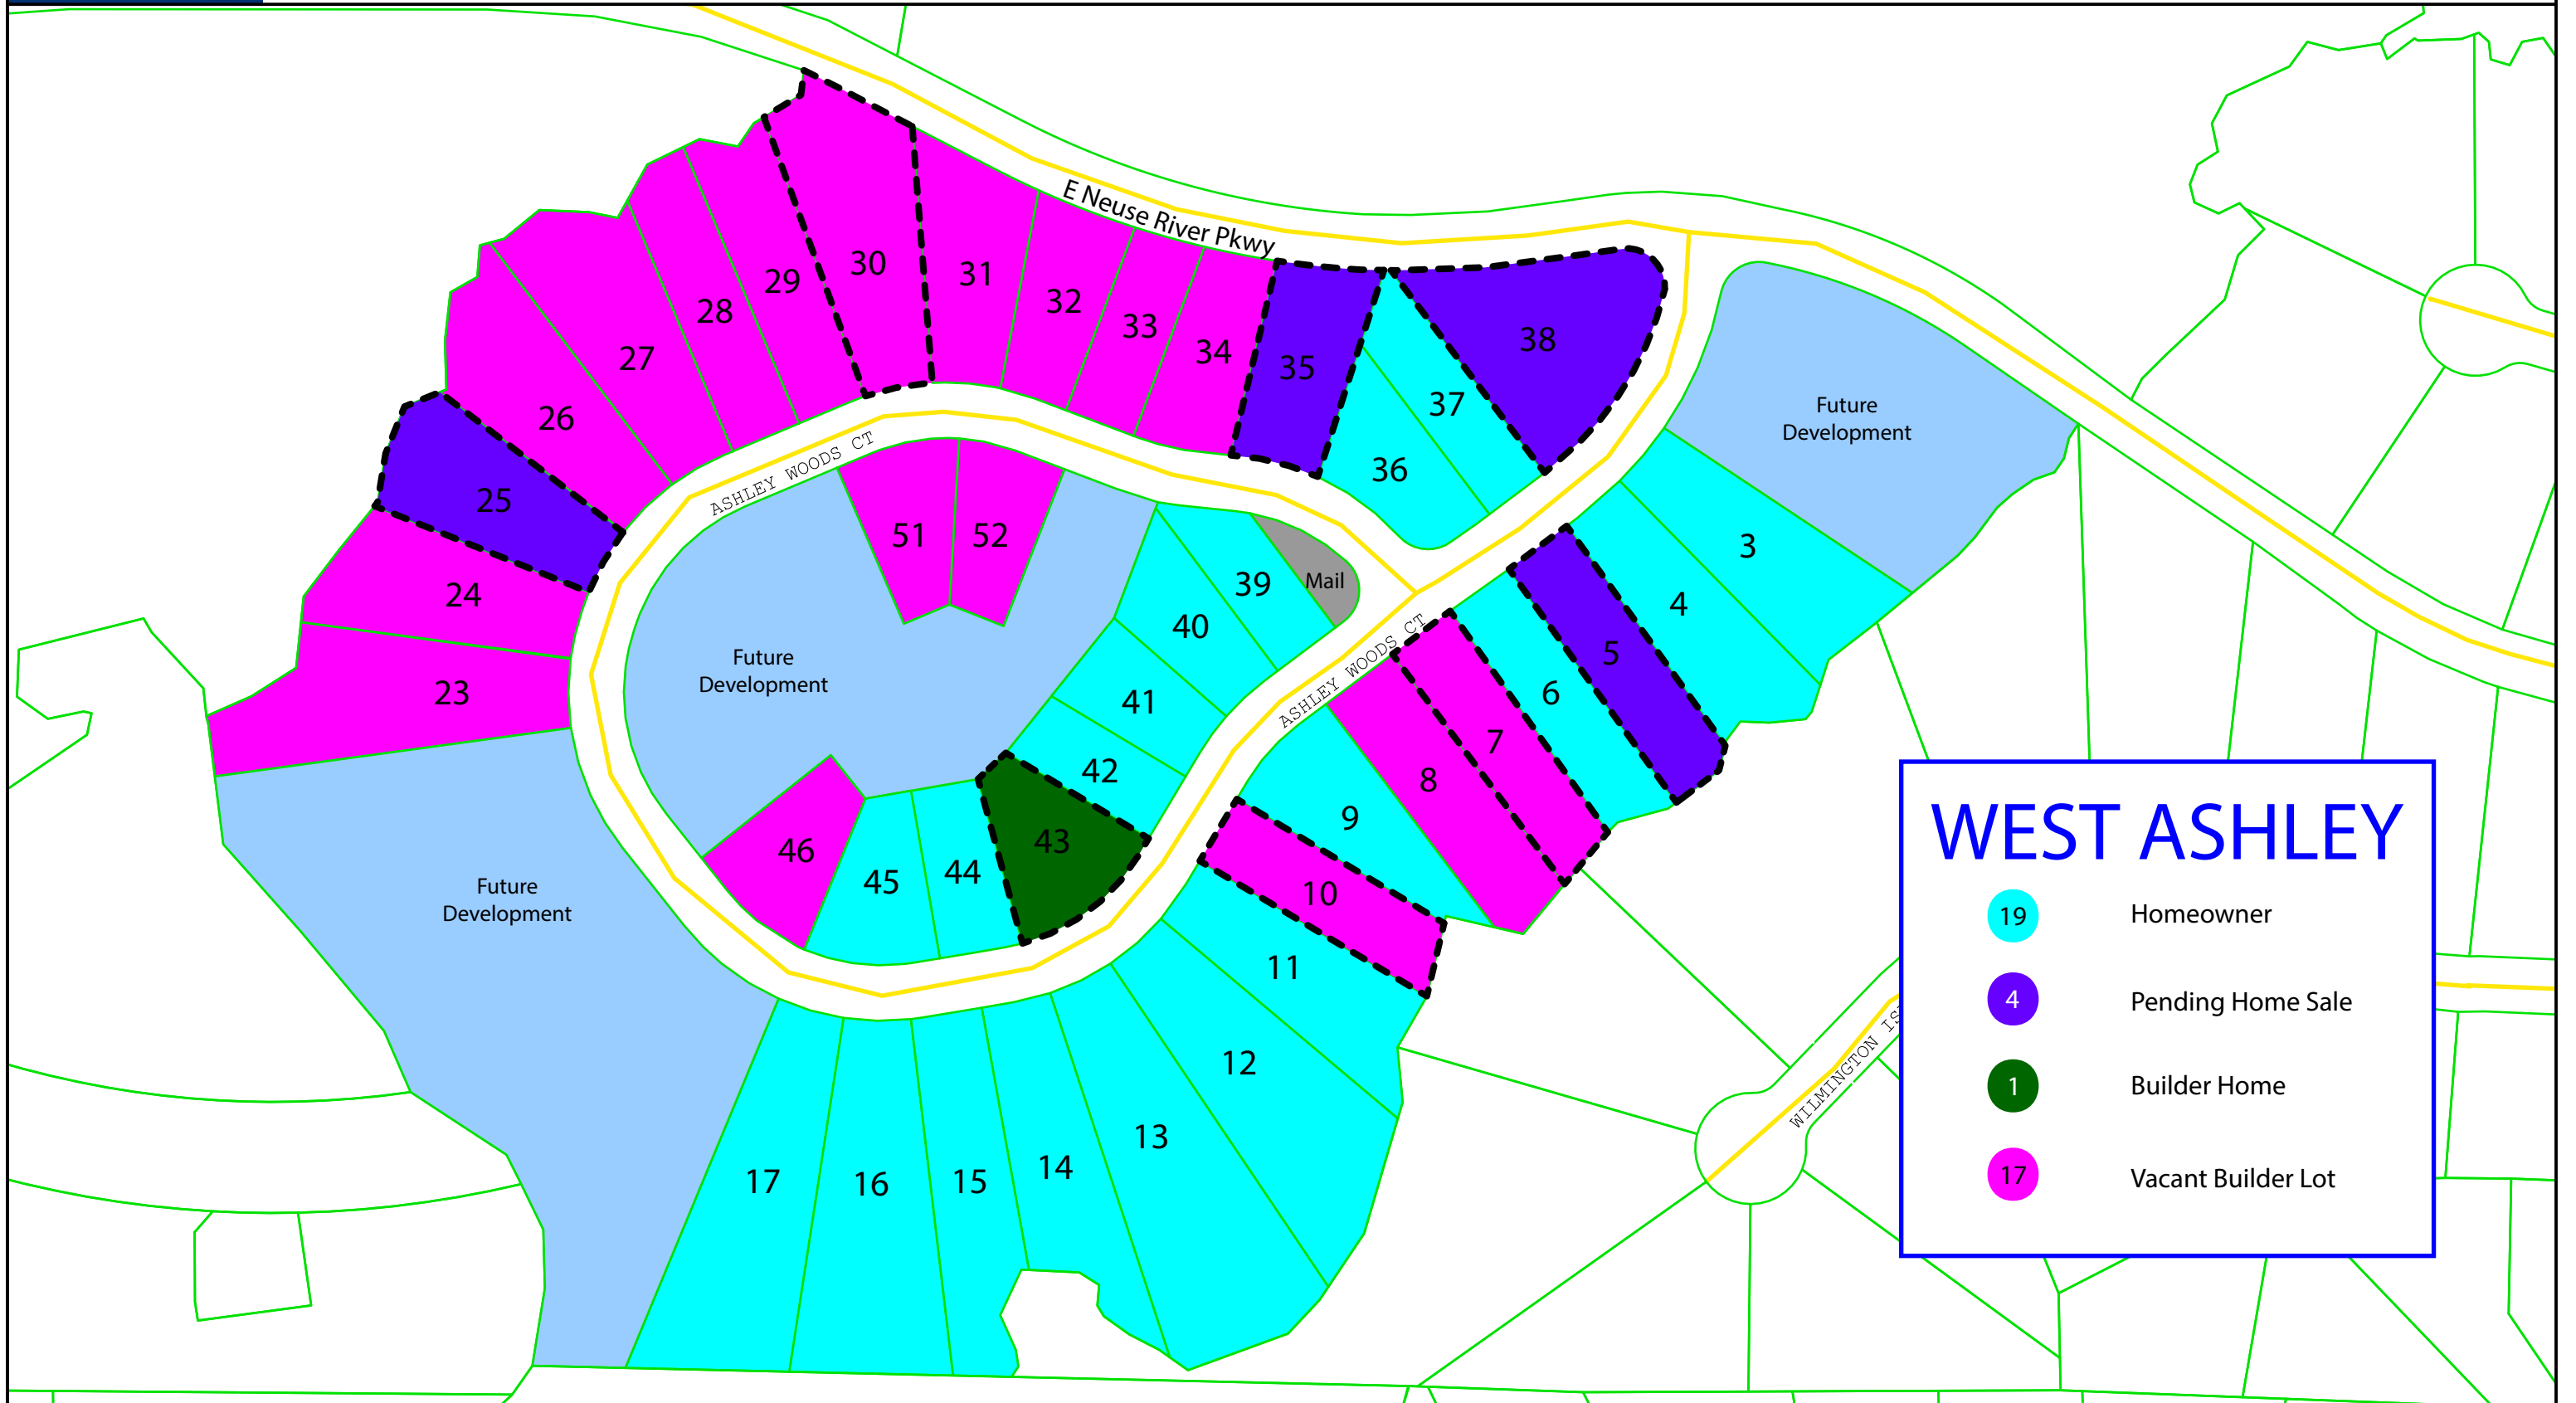 E Neuse River Pkwy
30
31
29
32
28
33
38
34
27
35
37
Future
Development
26
36
ASHLEY WOODS CT
25
51
52
3
39
Mail
24
4
40
ASHLEY WOODS CT
5
Future
Development
23
41
6
7
42
8
9
43
46
44
45
10
Future
Development
11
12
13
14
17
16
15
WILMINGTON IS
WEST ASHLEY
19 Homeowner
4 Pending Home Sale
1 Builder Home
17 Vacant Builder Lot